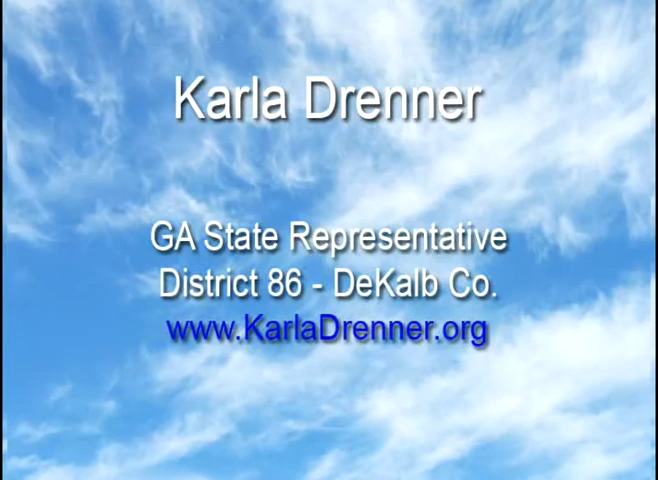 Karla Drenner
GA State Representative
District 86 - DeKalb Co.
www.KarlaDrenner.org